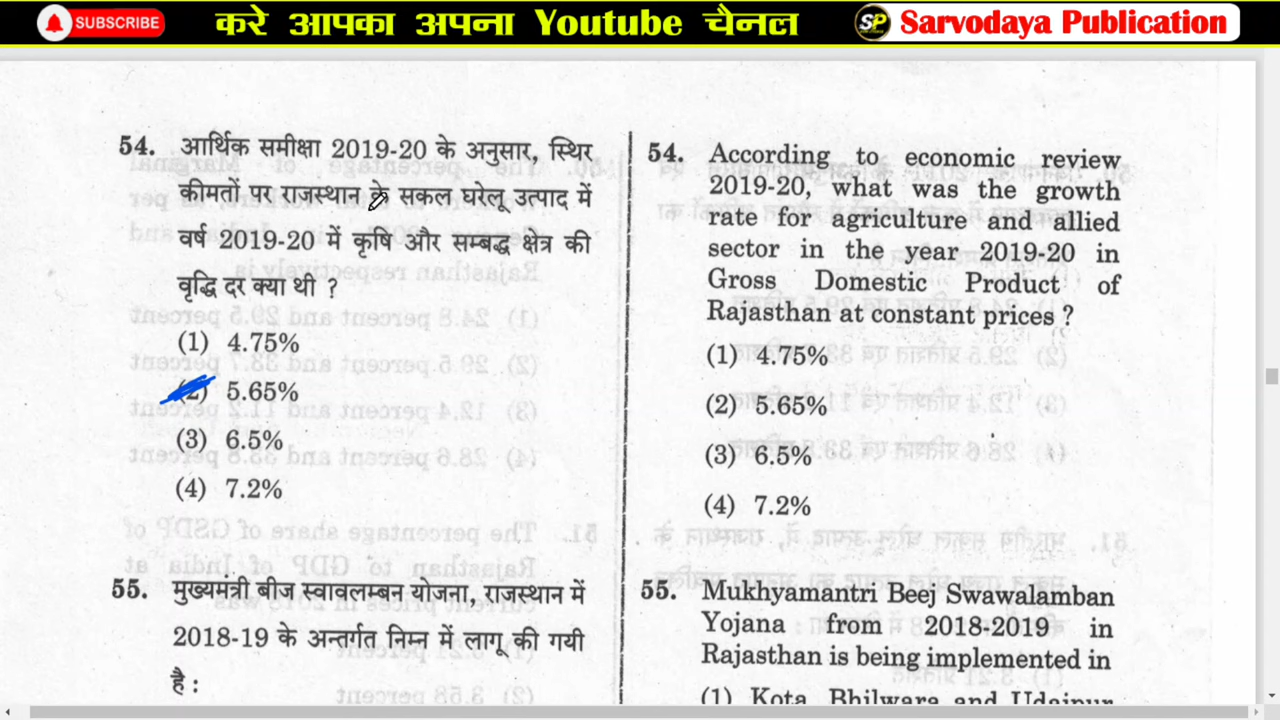 SUBSCRIBE
करे आपका अपना Youtube चैनल
SP
Sarvodaya Publication
54. आर्थिक समीक्षा 2019-20 के अनुसार, स्थिर
कीमतों पर राजस्थान के सकल घरेलू उत्पाद में
वर्ष 2019-20 में कृषि और सम्बद्ध क्षेत्र की
वृद्धि दर क्या थी ?
(1) 4.75%
(2) 5.65%
(3) 6.5%
(4) 7.2%
55. मुख्यमंत्री बीज स्वावलम्बन योजना, राजस्थान में
2018-19 के अन्तर्गत निम्न में लागू की गयी
है :
54. According to economic review
2019-20, what was the growth
rate for agriculture and allied
sector in the year 2019-20 in
Gross Domestic Product of
Rajasthan at constant prices ?
(1) 4.75%
(2) 5.65%
(3) 6.5%
(4) 7.2%
55. Mukhyamantri Beej Swawalamban
Yojana from 2018-2019 in
Rajasthan is being implemented in
(1) Kota, Bhilwara and Udaipur